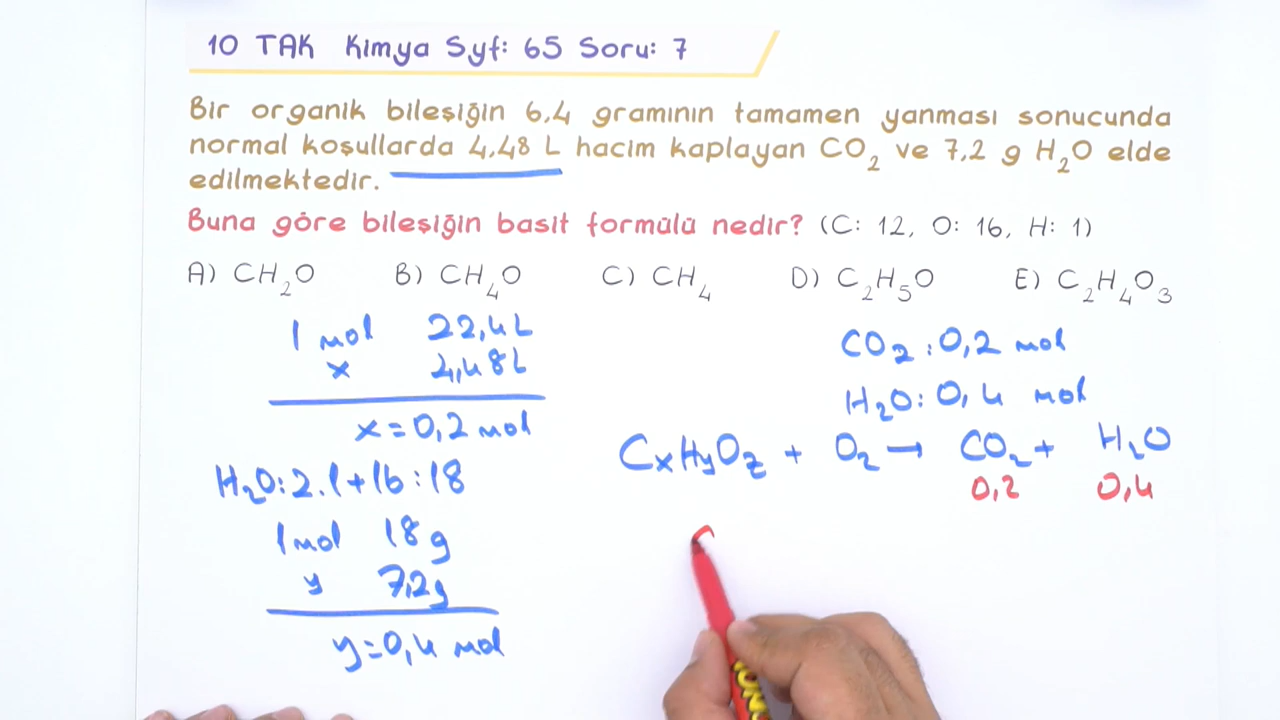 10 TAK Kimya Syf: 65 Soru: 7
Bir organik bileşiğin 6,4 gramının tamamen yanması sonucunda
normal koşullarda 4,48 L hacim kaplayan CO₂ ve 7,2 g H₂O elde
edilmektedir.
Buna göre bileşiğin basit formülü nedir? (C: 12, O: 16, H: 1)
A) CH₂O B) CH₄O C) CH₄ D) C₂H₅O E) C₂H₄O₃
1 mol 22,4L
x 4,48L
x=0,2 mol
H₂O:2.1+16:18
1mol 18g
y 7,2g
y=0,4 mol
CO₂:0,2 mol
H₂O:0,4 mol
CxHyOz + O₂ → CO₂ + H₂O
0,2 0,4